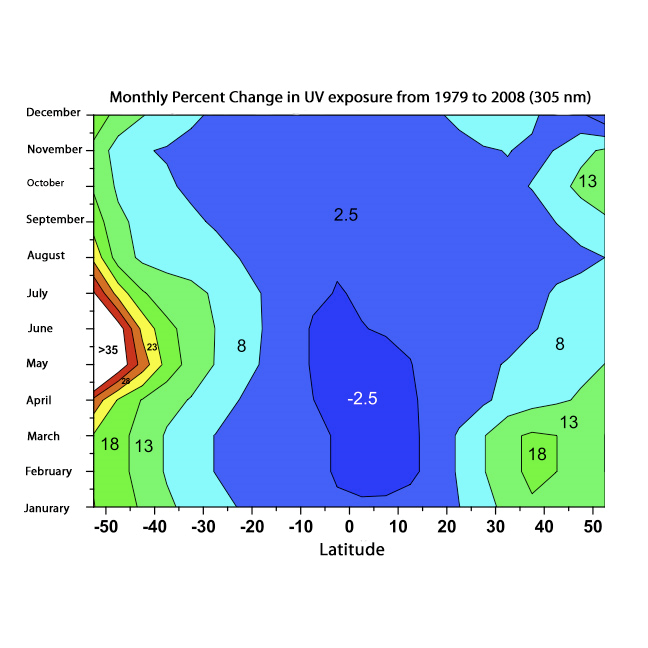 Monthly Percent Change in UV exposure from 1979 to 2008 (305 nm)
December
November
October
13
September
2.5
August
July
June
8
23
8
>35
May
28
-2.5
April
13
March
18
13
18
February
Janurary
-50 -40 -30 -20 -10 0 10 20 30 40 50
Latitude